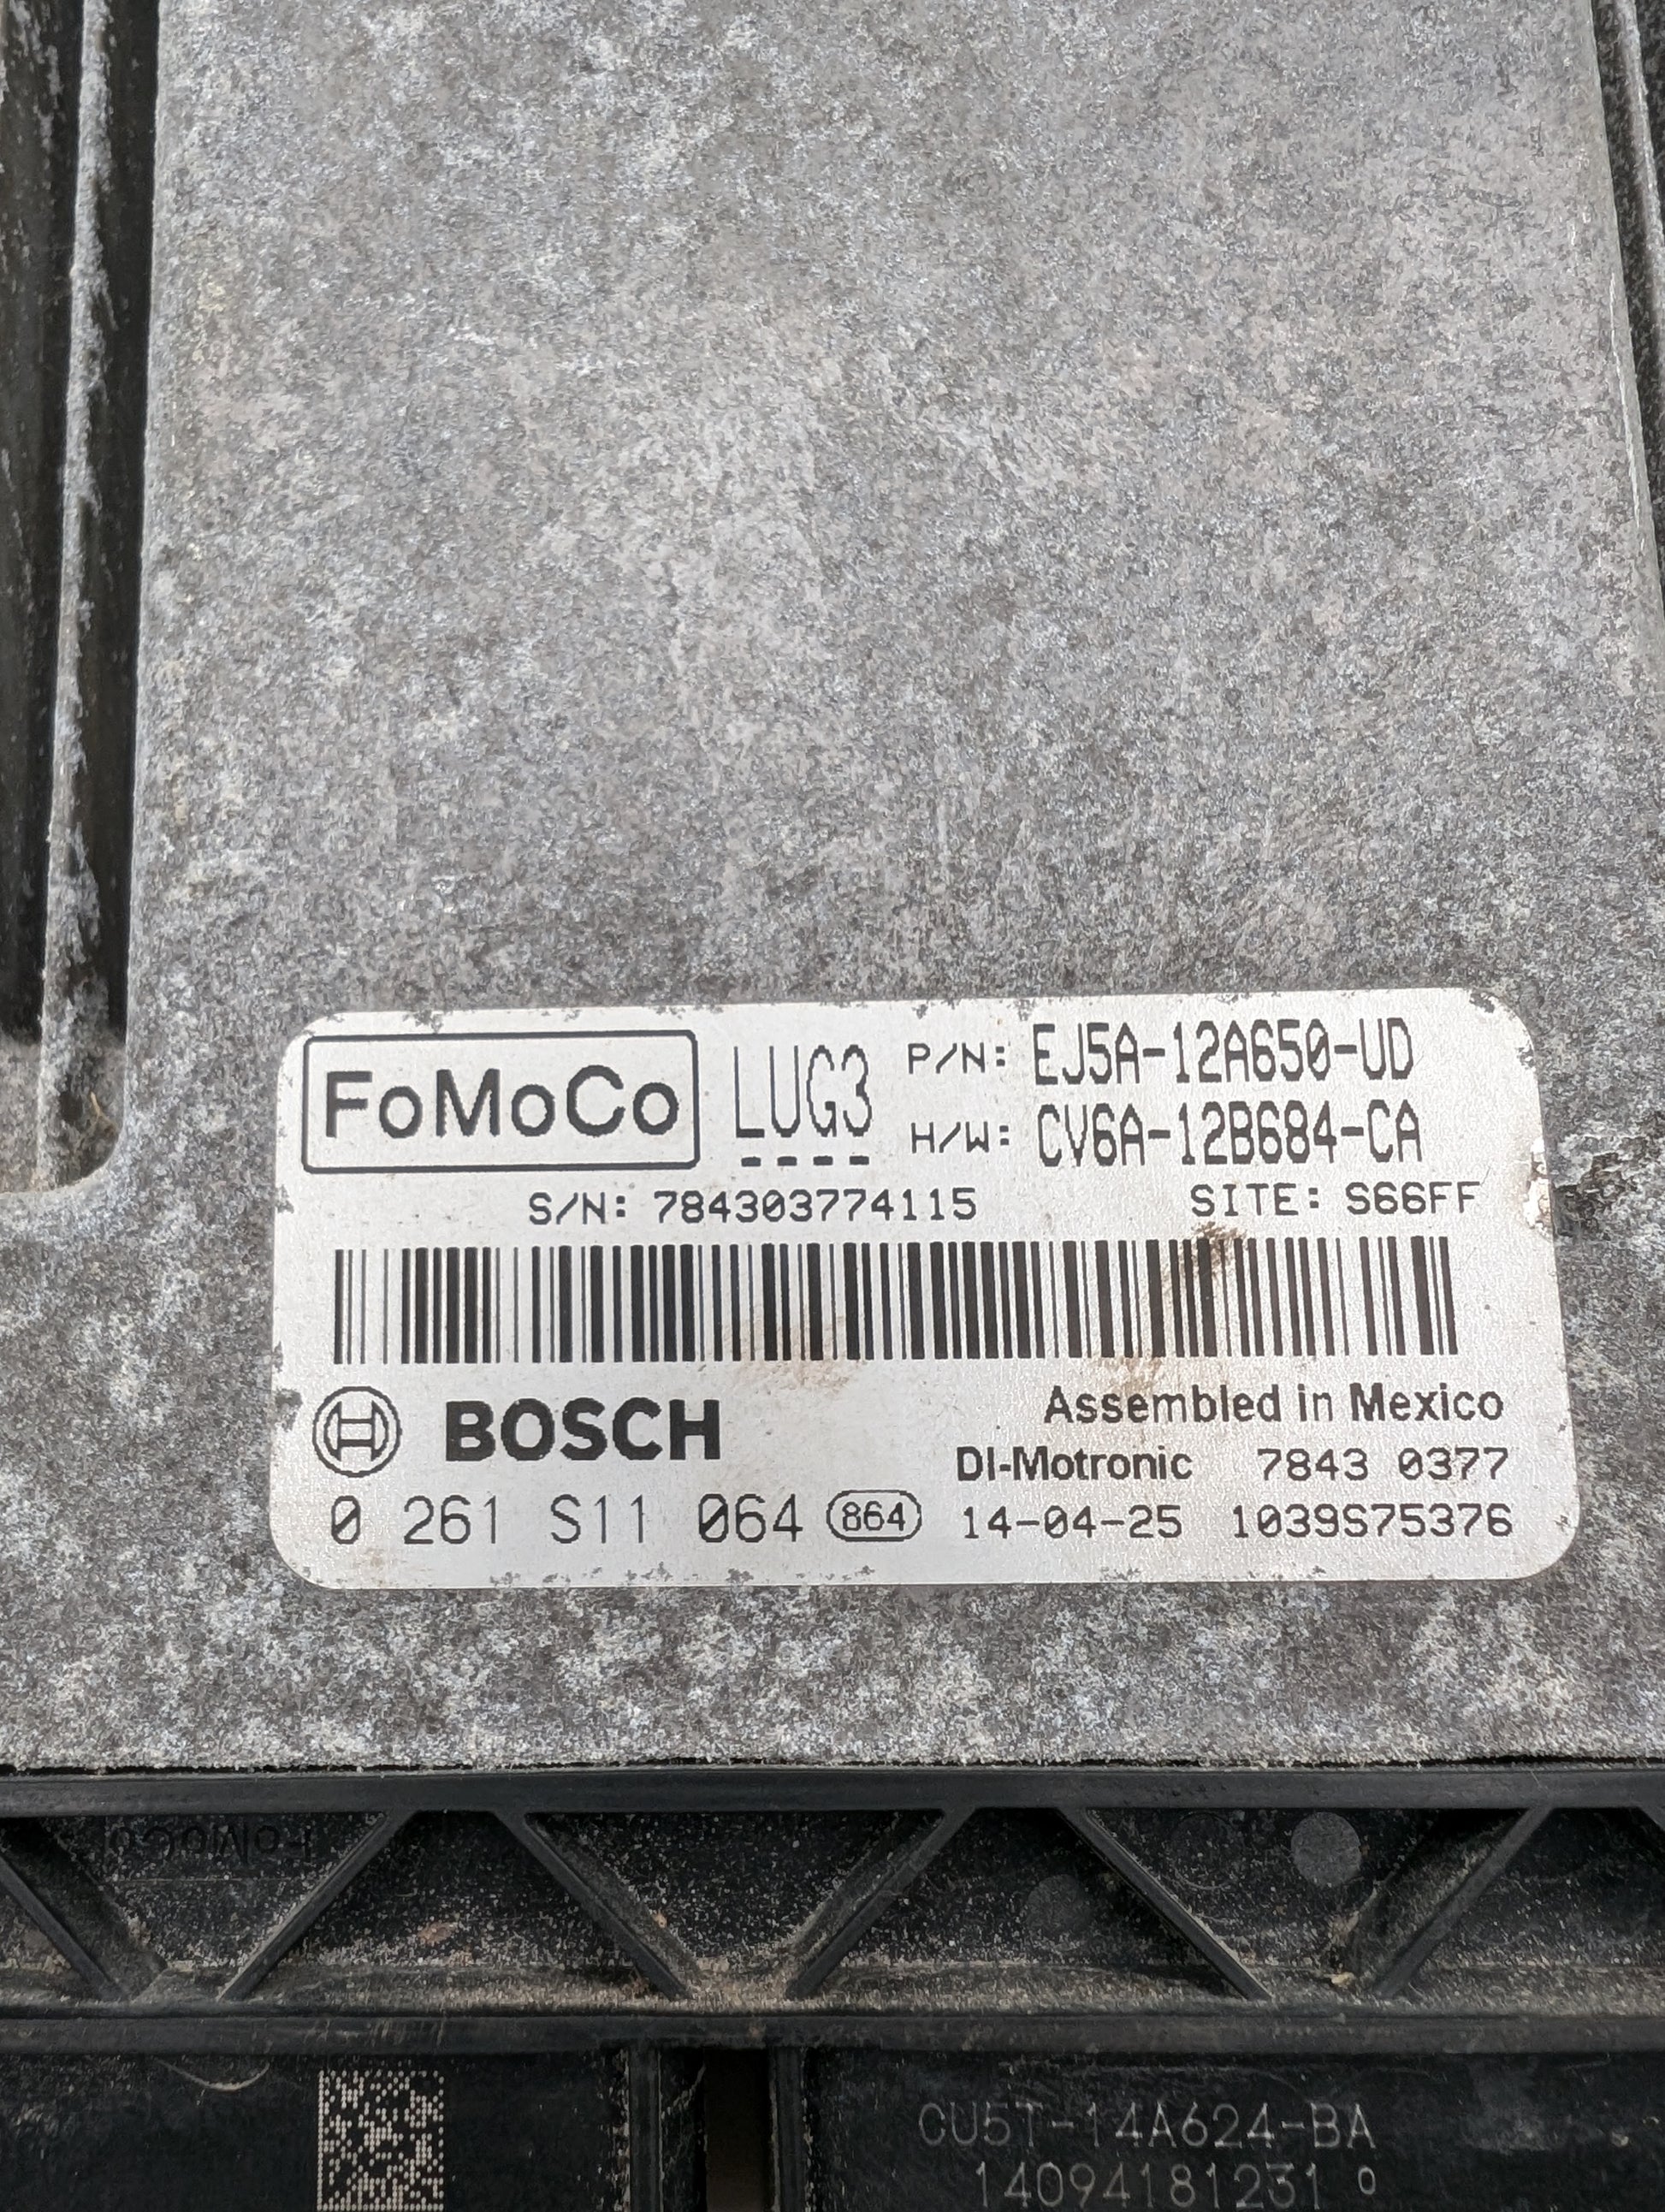 FoMoCo LUG3 P/N: EJ5A-12A650-UD
H/W: CV6A-12B684-CA
S/N: 784303774115 SITE: S66FF
BOSCH Assembled in Mexico
DI-Motronic 7843 0377
0 261 S11 064 864 14-04-25 1039S75376
FoMoCo
CU5T-14A624-BA
14094181231